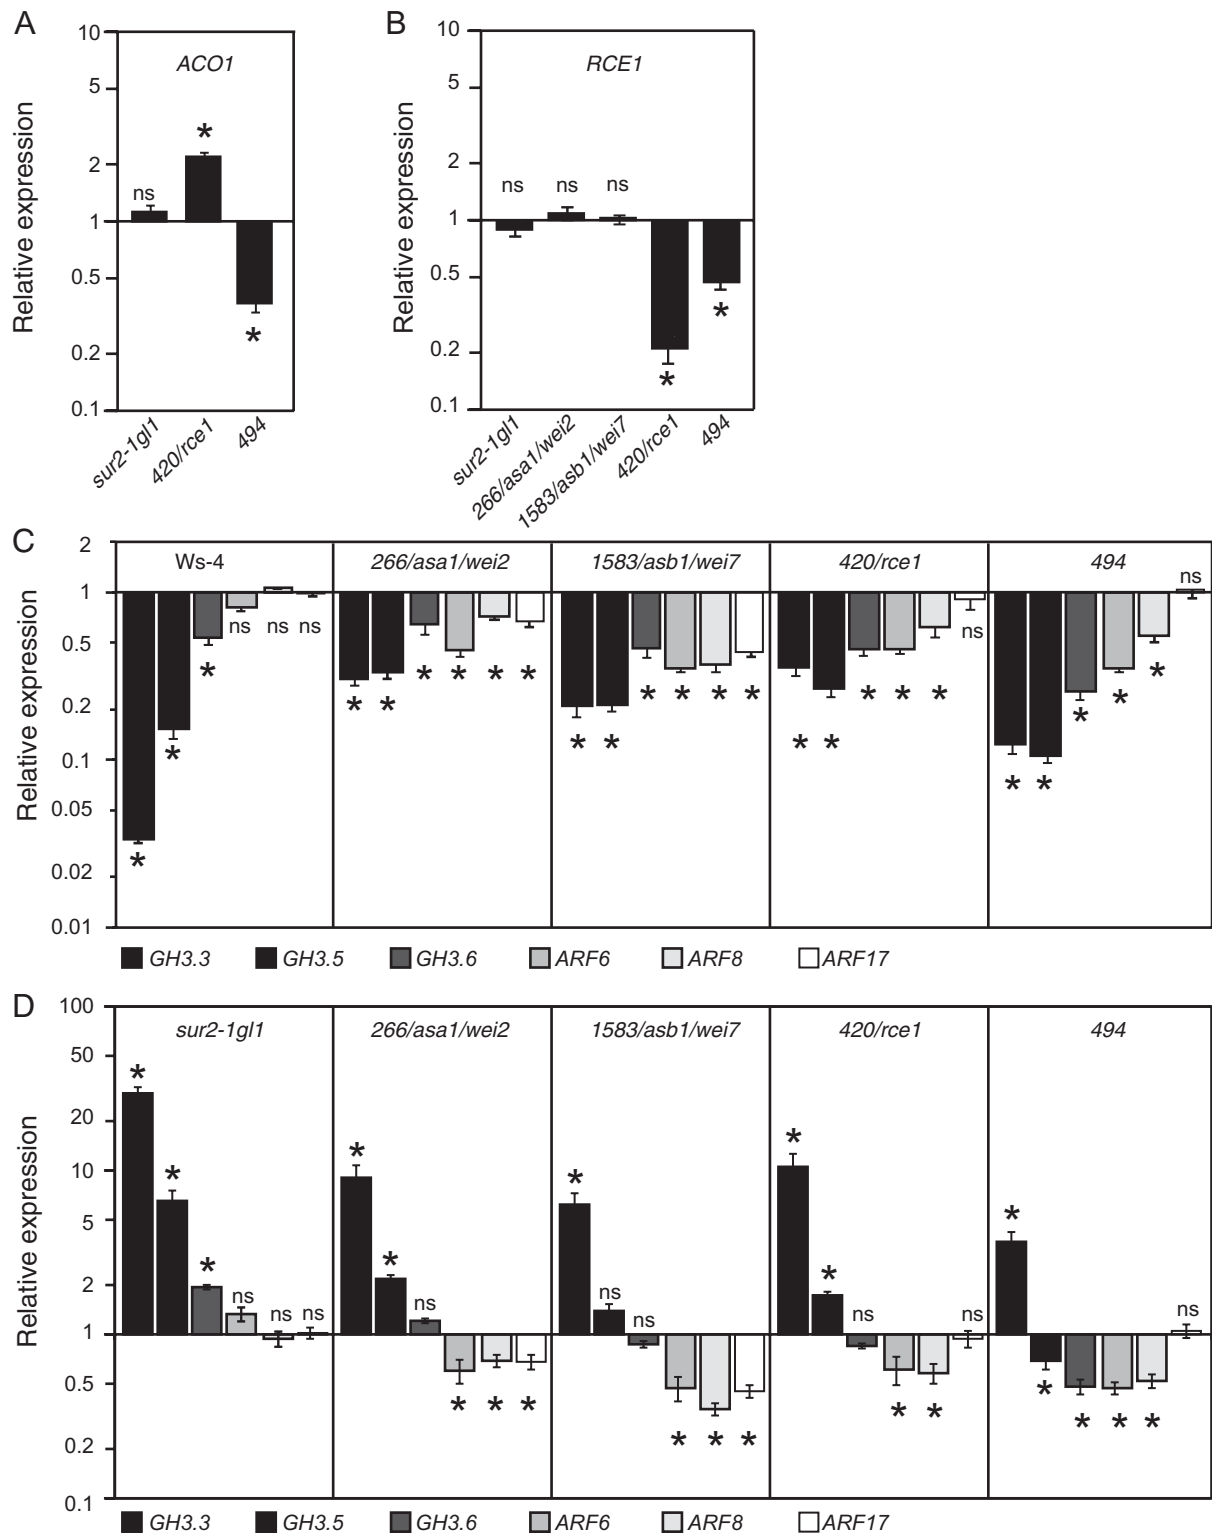 A
10
5
2
1
0.5
0.2
0.1
Relative expression
ACO1
ns
*
*
sur2-1gl1
420/rce1
494
B
10
5
2
1
0.5
0.2
0.1
Relative expression
RCE1
ns ns ns
*
*
sur2-1gl1
266/asa1/wei2
1583/asb1/wei7
420/rce1
494
C
2
1
0.5
0.2
0.1
0.05
0.02
0.01
Relative expression
Ws-4 266/asa1/wei2 1583/asb1/wei7 420/rce1 494
* * * ns ns ns
* * * * * *
* * * * * *
* * * * * ns
* * * * * ns
GH3.3 GH3.5 GH3.6 ARF6 ARF8 ARF17
D
100
50
20
10
5
2
1
0.5
0.2
0.1
Relative expression
sur2-1gl1 266/asa1/wei2 1583/asb1/wei7 420/rce1 494
* * * ns ns ns
* * ns * * *
* ns ns * * *
* * ns * * ns
* * * * * ns
GH3.3 GH3.5 GH3.6 ARF6 ARF8 ARF17